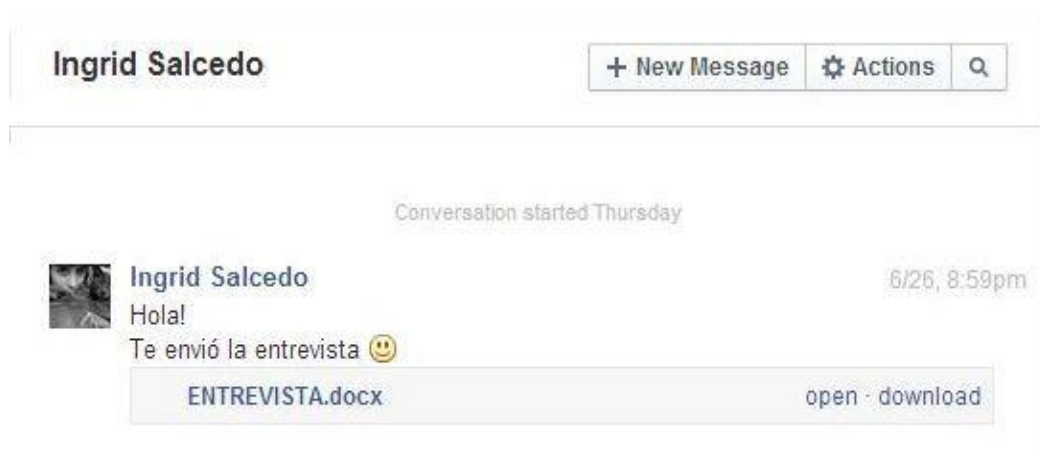 Ingrid Salcedo
+ New Message
Actions
Conversation started Thursday
Ingrid Salcedo
6/26, 8:59pm
Hola!
Te envió la entrevista
ENTREVISTA.docx
open · download